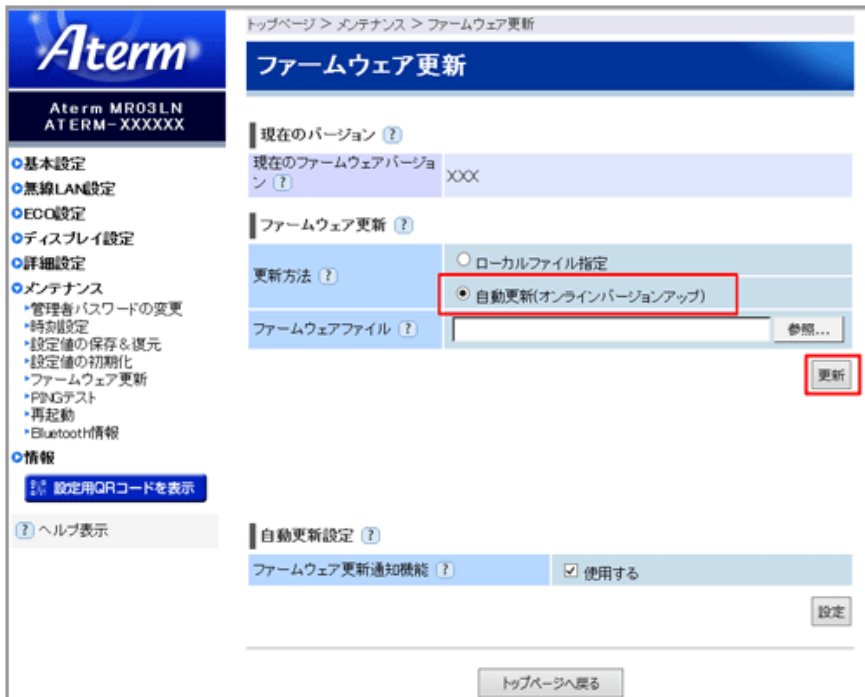 Aterm
Aterm MR03LN
ATERM-XXXXXX
基本設定
無線LAN設定
ECO設定
ディスプレイ設定
詳細設定
メンテナンス
管理者パスワードの変更
時刻設定
設定値の保存&復元
設定値の初期化
ファームウェア更新
PINGテスト
再起動
Bluetooth情報
情報
設定用QRコードを表示
? ヘルプ表示
トップページ > メンテナンス > ファームウェア更新
ファームウェア更新
現在のバージョン ?
現在のファームウェアバージョ
ン ?
XXX
ファームウェア更新 ?
更新方法 ?
ローカルファイル指定
自動更新(オンラインバージョンアップ)
ファームウェアファイル ?
参照...
更新
自動更新設定 ?
ファームウェア更新通知機能 ?
使用する
設定
トップページへ戻る